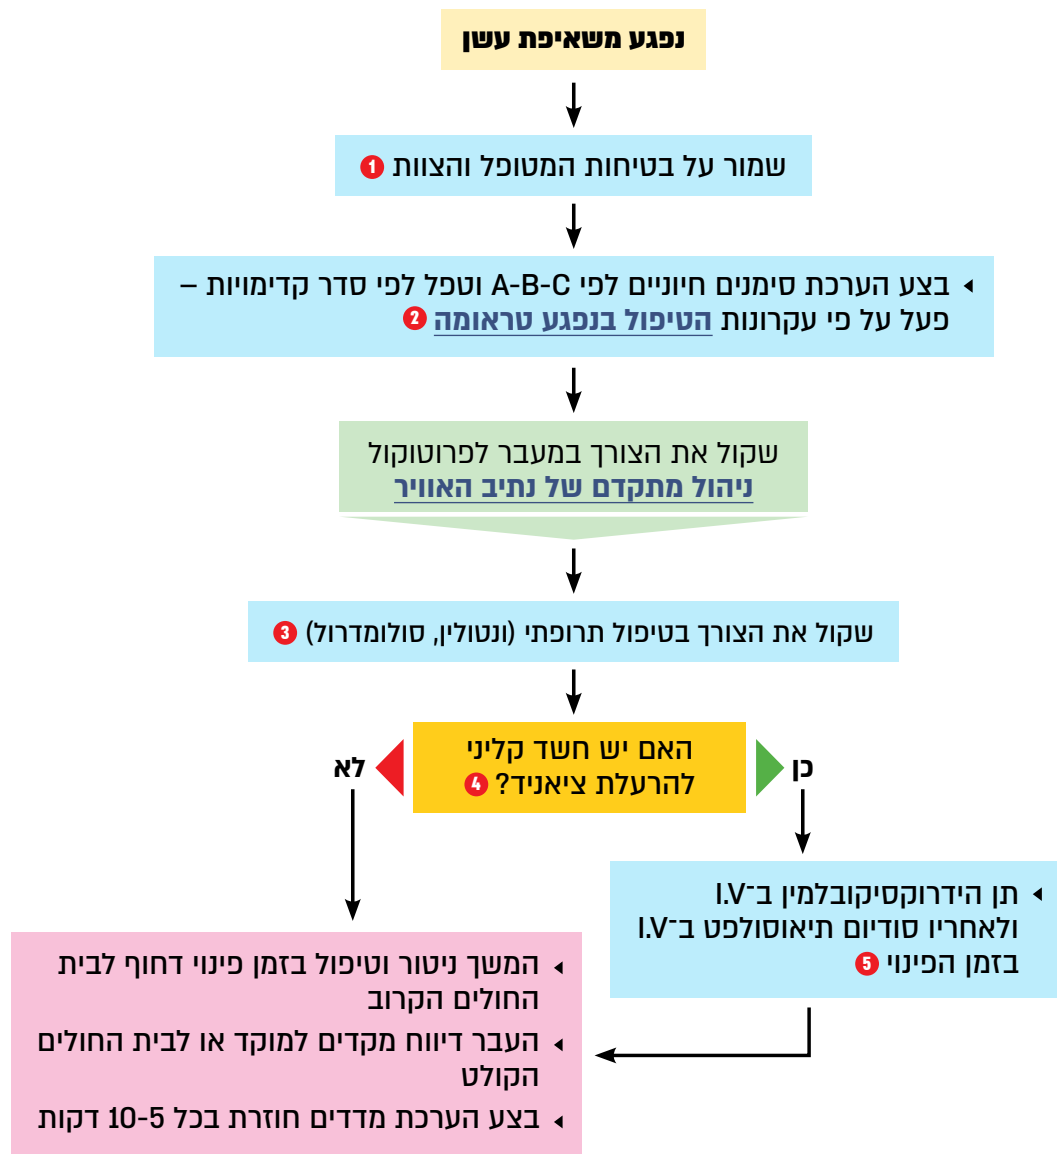 נפגע משאיפת עשן
שמור על בטיחות המטופל והצוות 1
בצע הערכת סימנים חיוניים לפי A-B-C וטפל לפי סדר קדימויות –
פעל על פי עקרונות הטיפול בנפגע טראומה 2
שקול את הצורך במעבר לפרוטוקול
ניהול מתקדם של נתיב האוויר
שקול את הצורך בטיפול תרופתי (ונטולין, סולומדרול) 3
האם יש חשד קליני
להרעלת ציאניד? 4
כן
לא
תן הידרוקסיקובלמין ב־I.V
ולאחריו סודיום תיאוסולפט ב־I.V
בזמן הפינוי 5
המשך ניטור וטיפול בזמן פינוי דחוף לבית
החולים הקרוב
העבר דיווח מקדים למוקד או לבית החולים
הקולט
בצע הערכת מדדים חוזרת בכל 10-5 דקות